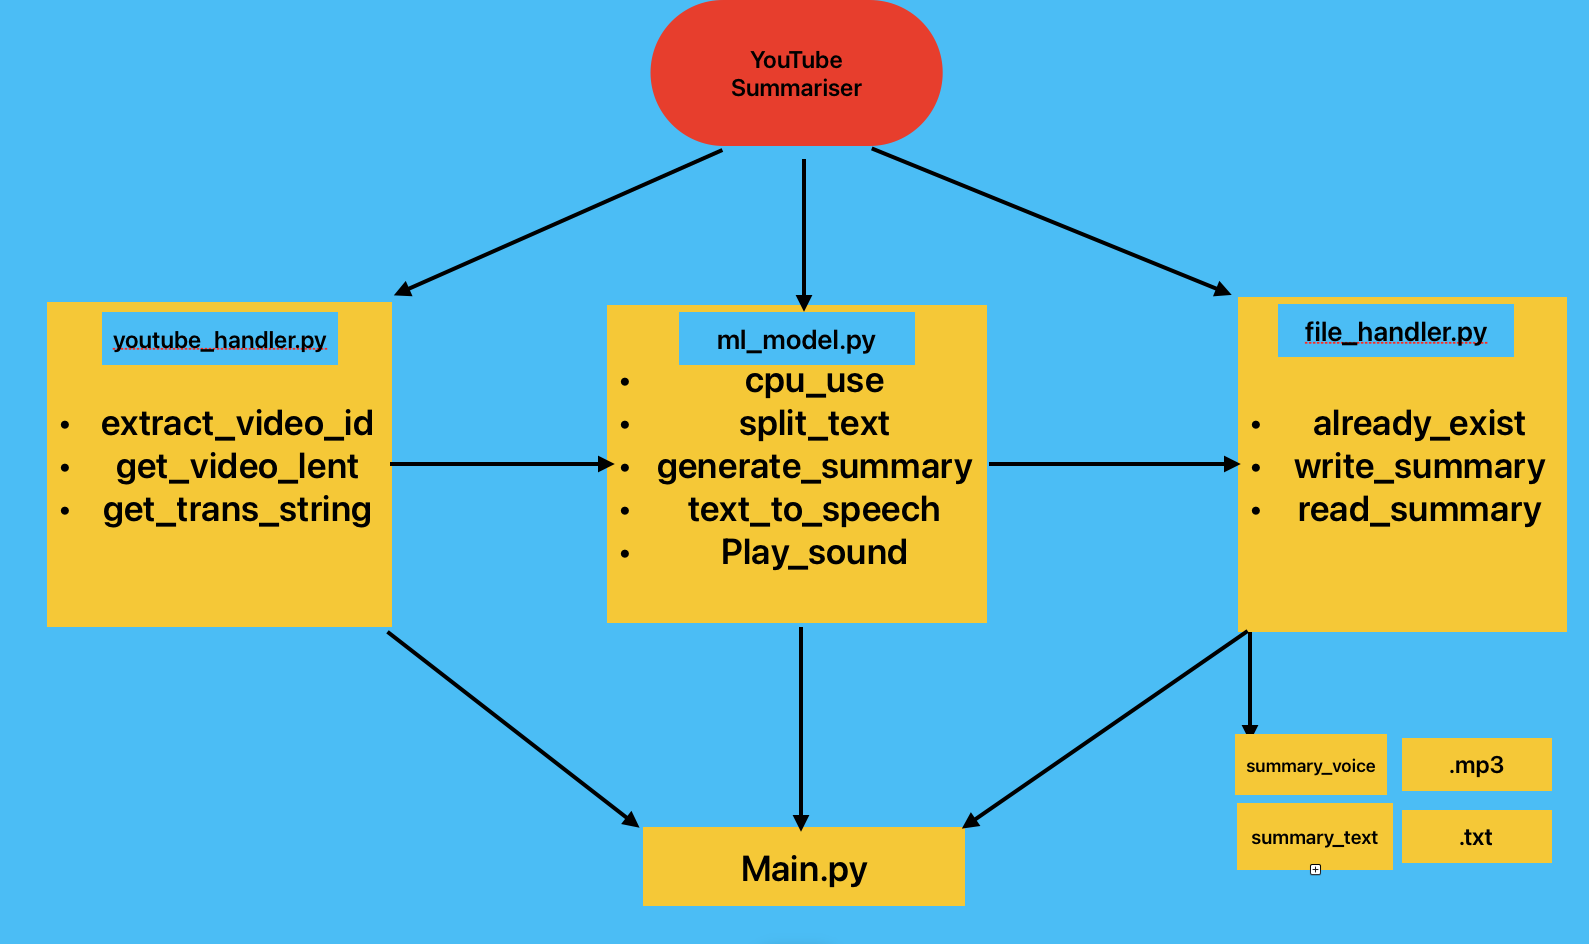 YouTube
Summariser
youtube_handler.py
• extract_video_id
• get_video_lent
• get_trans_string
ml_model.py
• cpu_use
• split_text
• generate_summary
• text_to_speech
• Play_sound
file_handler.py
• already_exist
• write_summary
• read_summary
summary_voice
.mp3
summary_text
.txt
Main.py